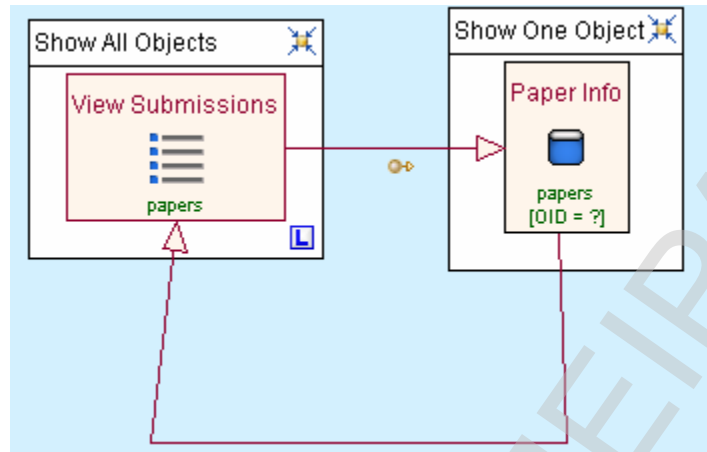 Show All Objects
View Submissions
papers
L
Show One Object
Paper Info
papers
[OID = ?]